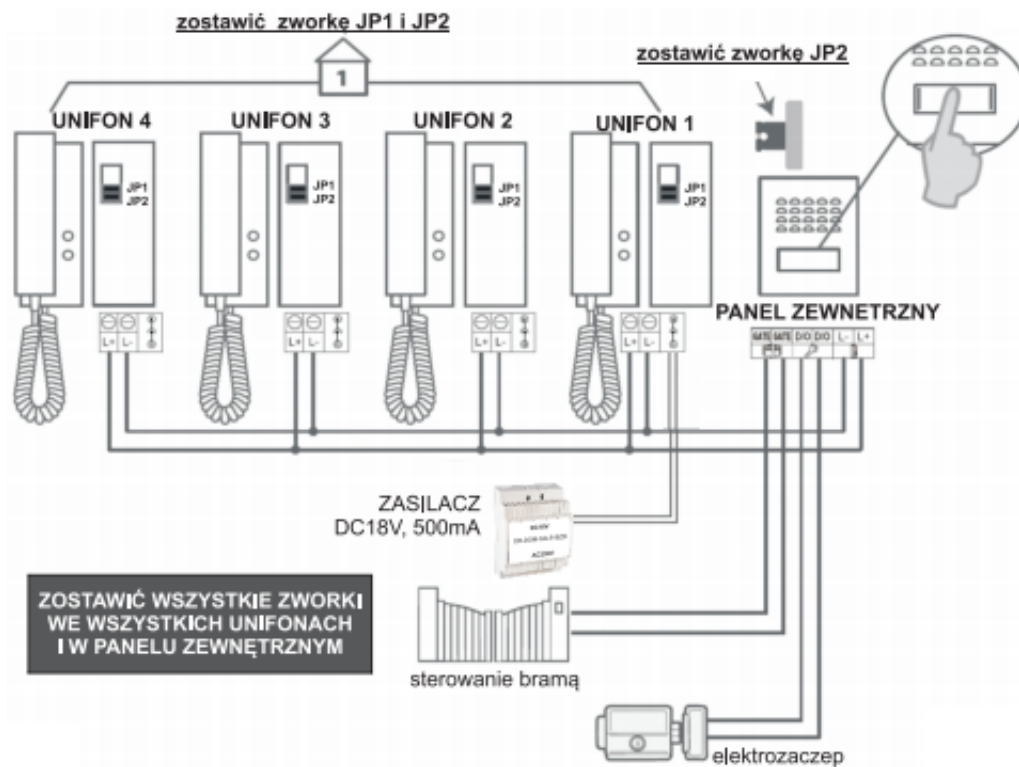 zostawić zworkę JP1 i JP2
zostawić zworkę JP2
1
UNIFON 4
UNIFON 3
UNIFON 2
UNIFON 1
JP1
JP2
JP1
JP2
JP1
JP2
JP1
JP2
PANEL ZEWNETRZNY
GATE GATE D/O D/O L- L+
L+ L-
L+ L-
L+ L-
L+ L-
ZASILACZ
DC18V, 500mA
ZOSTAWIĆ WSZYSTKIE ZWORKI
WE WSZYSTKICH UNIFONACH
I W PANELU ZEWNĘTRZNYM
sterowanie bramą
elektrozaczep